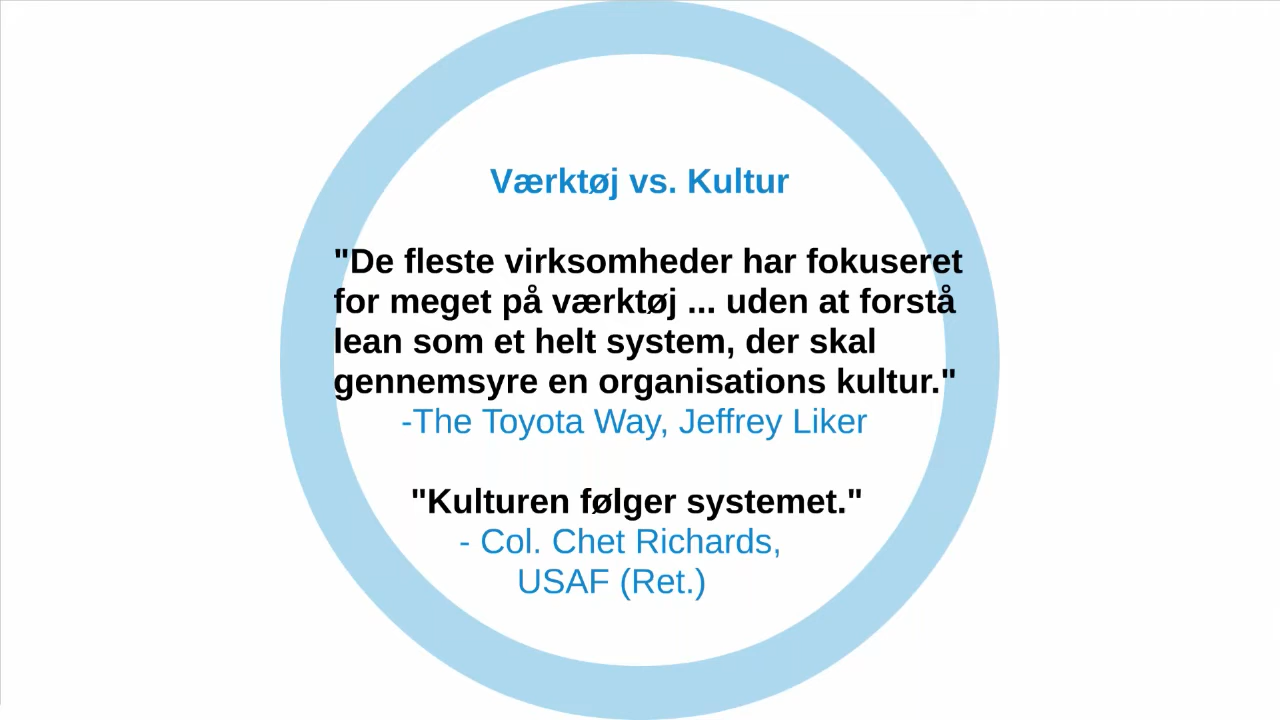 Værktøj vs. Kultur
"De fleste virksomheder har fokuseret
for meget på værktøj ... uden at forstå
lean som et helt system, der skal
gennemsyre en organisations kultur."
-The Toyota Way, Jeffrey Liker
"Kulturen følger systemet."
- Col. Chet Richards,
USAF (Ret.)